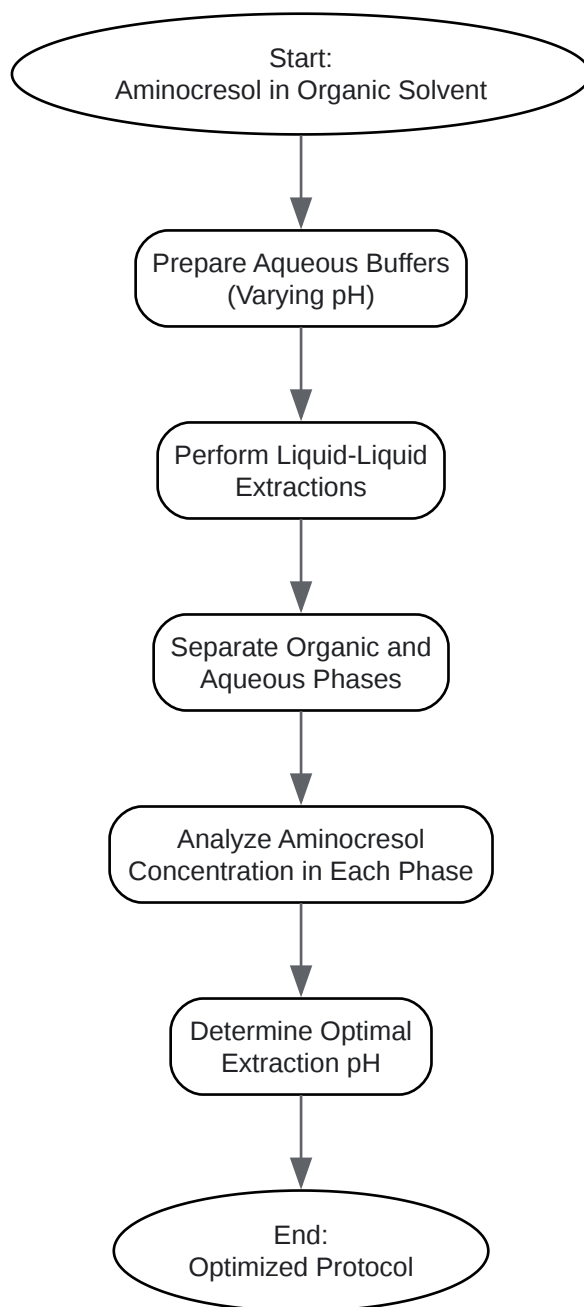 Start:
Aminocresol in Organic Solvent
Prepare Aqueous Buffers
(Varying pH)
Perform Liquid-Liquid
Extractions
Separate Organic and
Aqueous Phases
Analyze Aminocresol
Concentration in Each Phase
Determine Optimal
Extraction pH
End:
Optimized Protocol